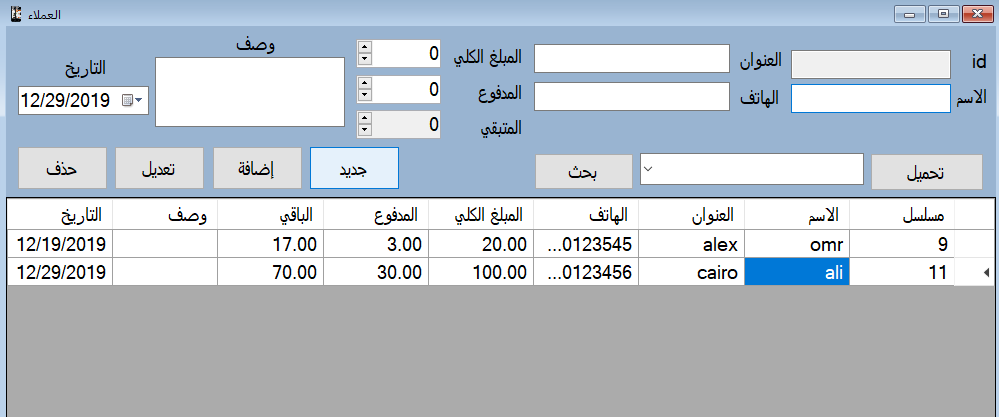 العملاء
id
العنوان
المبلغ الكلي
0
وصف
التاريخ
الاسم
الهاتف
المدفوع
0
12/29/2019
المتبقي
0
تحميل
بحث
جديد
إضافة
تعديل
حذف
مسلسل الاسم العنوان الهاتف المبلغ الكلي المدفوع الباقي وصف التاريخ
9 omr alex 0123545... 20.00 3.00 17.00 12/19/2019
11 ali cairo 0123456... 100.00 30.00 70.00 12/29/2019